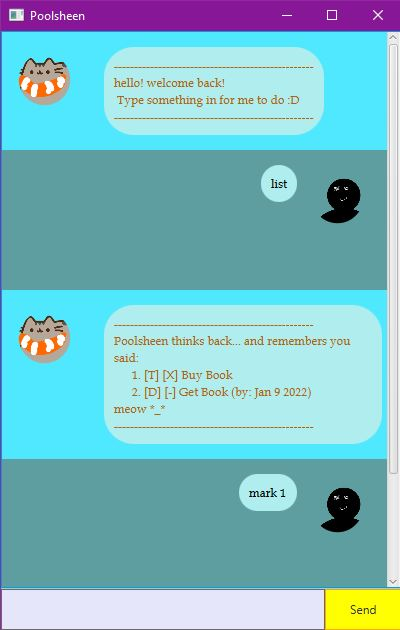 Poolsheen
----------------------------------------------------
hello! welcome back!
Type something in for me to do :D
----------------------------------------------------
list
----------------------------------------------------
Poolsheen thinks back... and remembers you
said:
1. [T] [X] Buy Book
2. [D] [-] Get Book (by: Jan 9 2022)
meow *_*
----------------------------------------------------
mark 1
Send